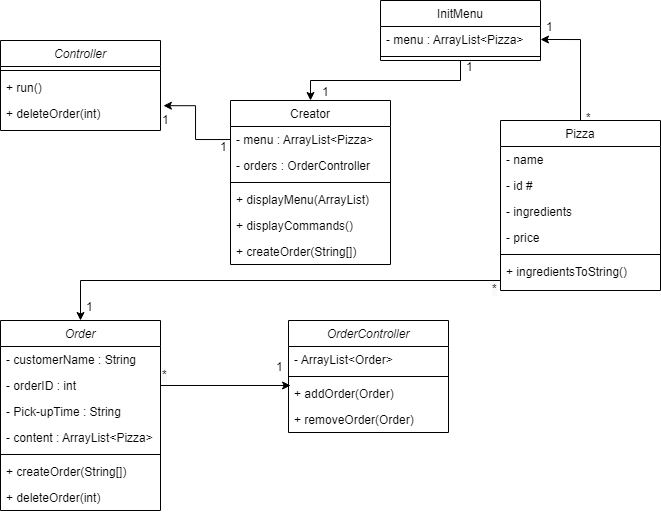 InitMenu
- menu : ArrayList<Pizza>
1
1
Controller
+ run()
+ deleteOrder(int)
1
1
Creator
- menu : ArrayList<Pizza>
- orders : OrderController
+ displayMenu(ArrayList)
+ displayCommands()
+ createOrder(String[])
1
*
Pizza
- name
- id #
- ingredients
- price
+ ingredientsToString()
*
1
Order
- customerName : String
- orderID : int
- Pick-upTime : String
- content : ArrayList<Pizza>
+ createOrder(String[])
+ deleteOrder(int)
*
1
OrderController
- ArrayList<Order>
+ addOrder(Order)
+ removeOrder(Order)